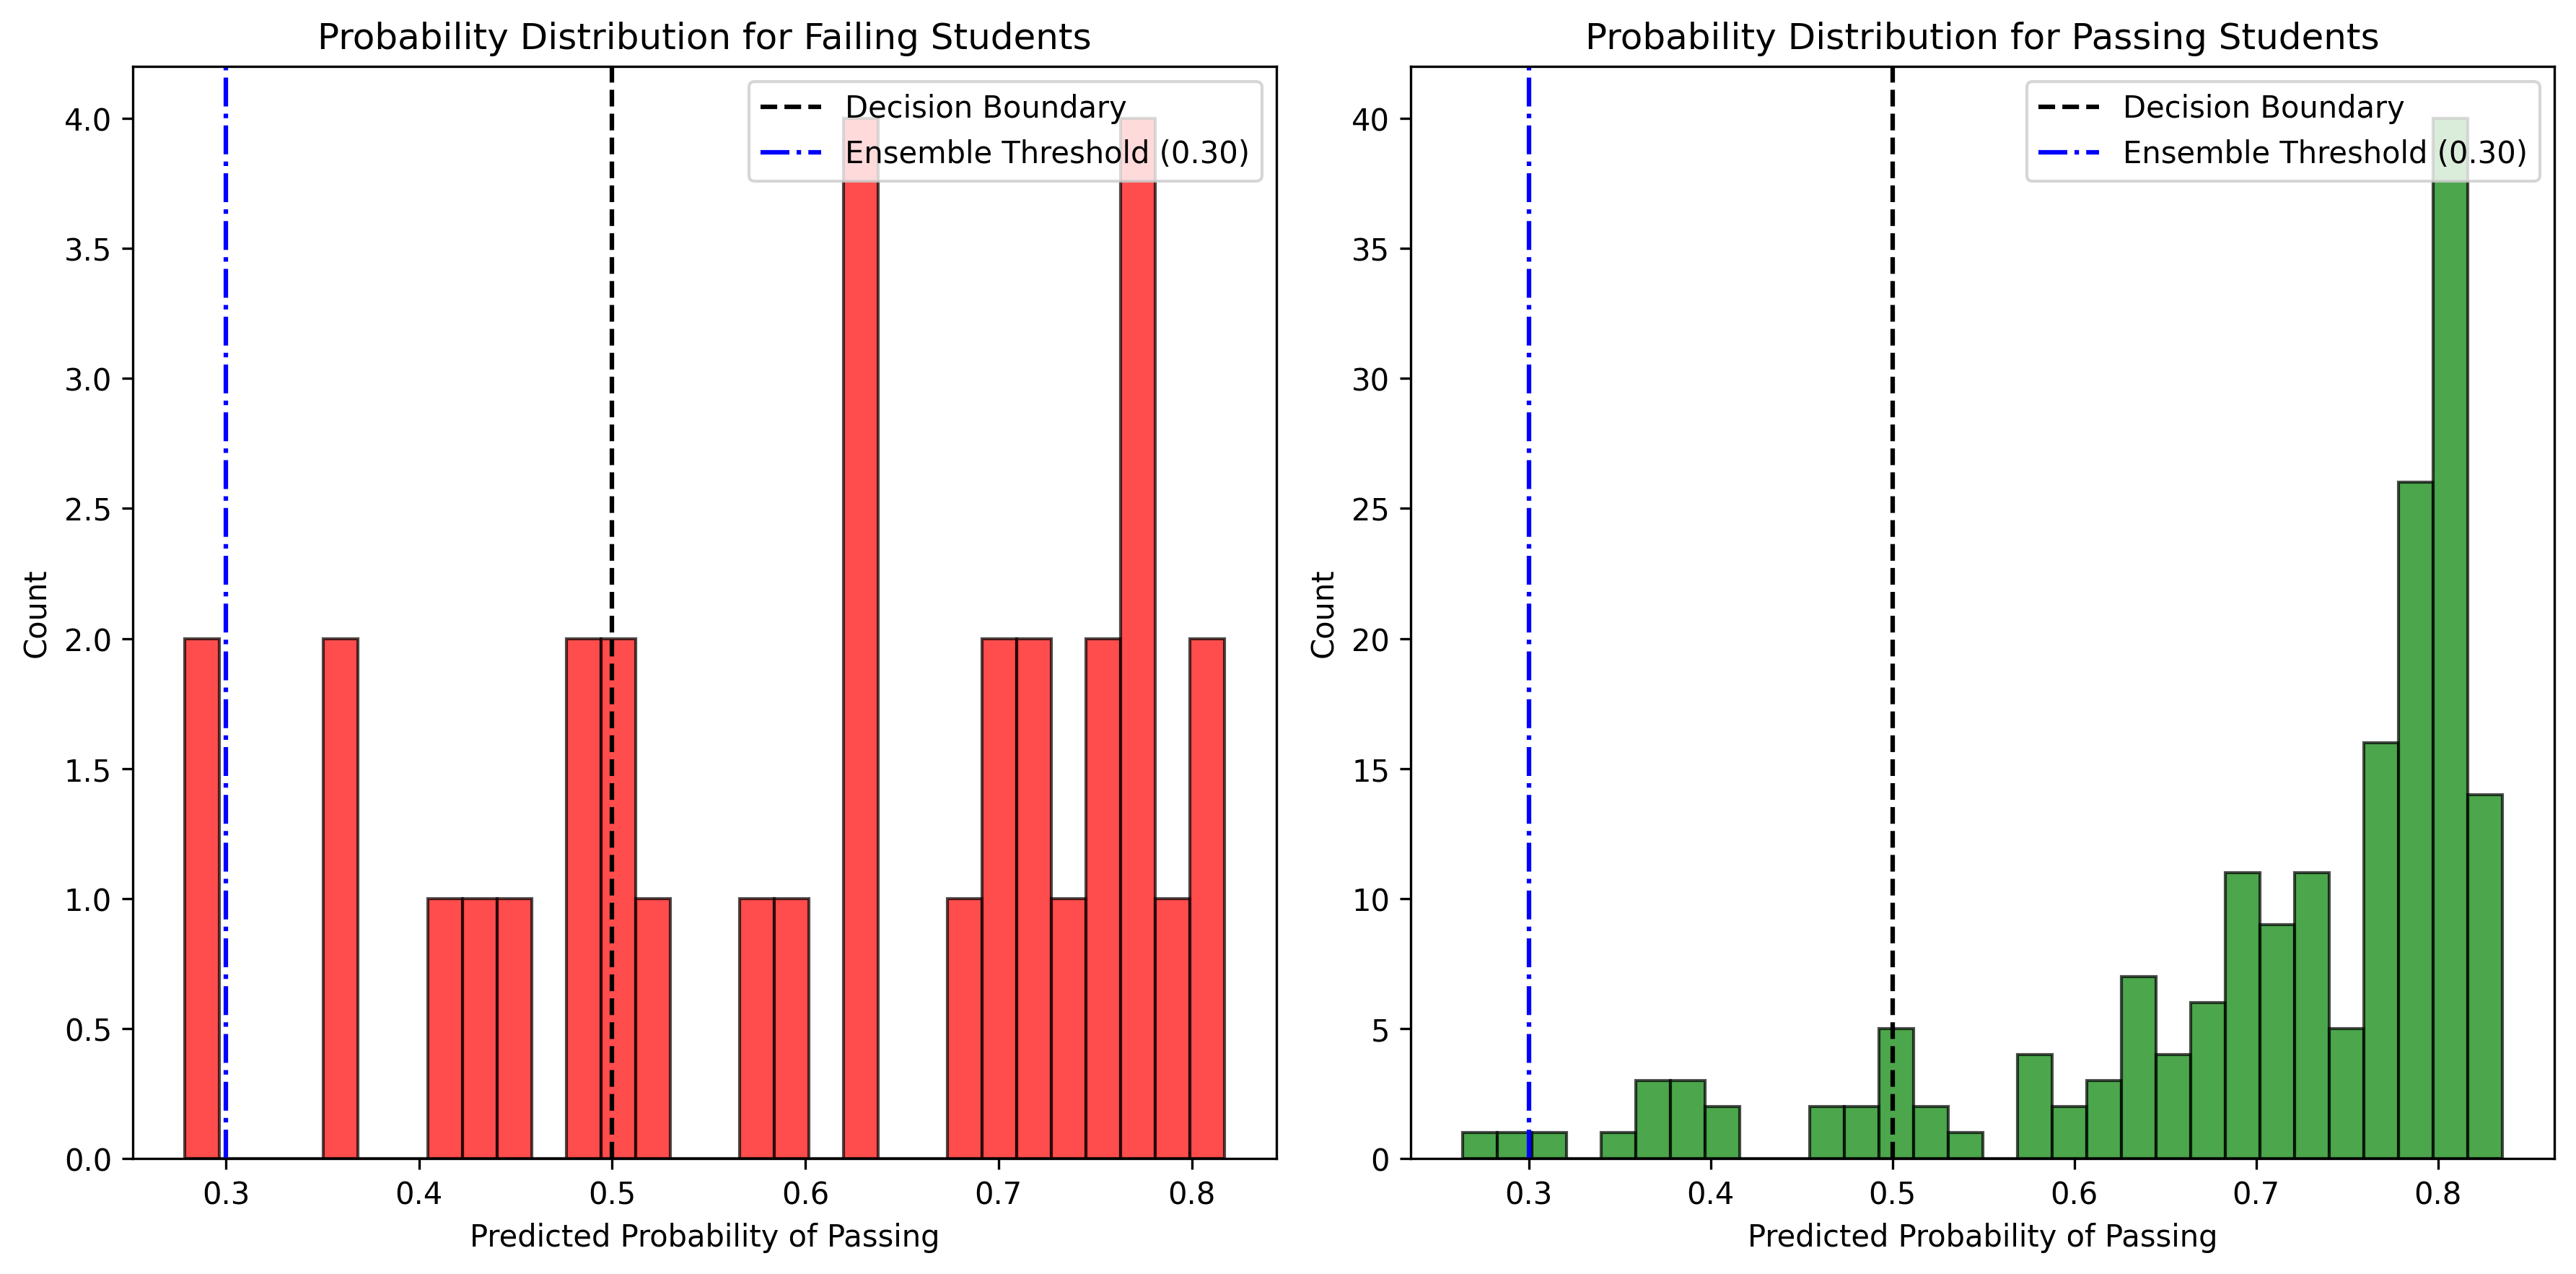 Probability Distribution for Failing Students
Decision Boundary
Ensemble Threshold (0.30)
4.0
3.5
3.0
2.5
2.0
1.5
1.0
0.5
0.0
Count
0.3 0.4 0.5 0.6 0.7 0.8
Predicted Probability of Passing
Probability Distribution for Passing Students
Decision Boundary
Ensemble Threshold (0.30)
40
35
30
25
20
15
10
5
0
Count
0.3 0.4 0.5 0.6 0.7 0.8
Predicted Probability of Passing